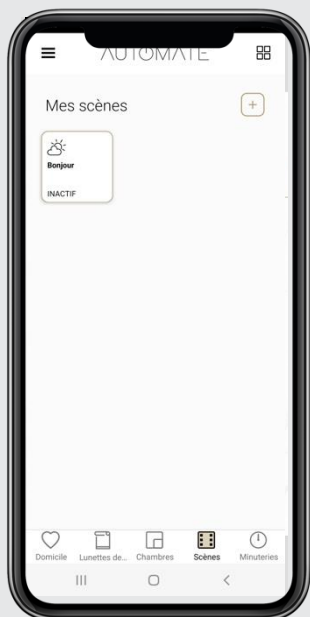 AUTOMATE
Mes scènes
Bonjour
INACTIF
Domicile Lunettes de... Chambres Scènes Minuteries